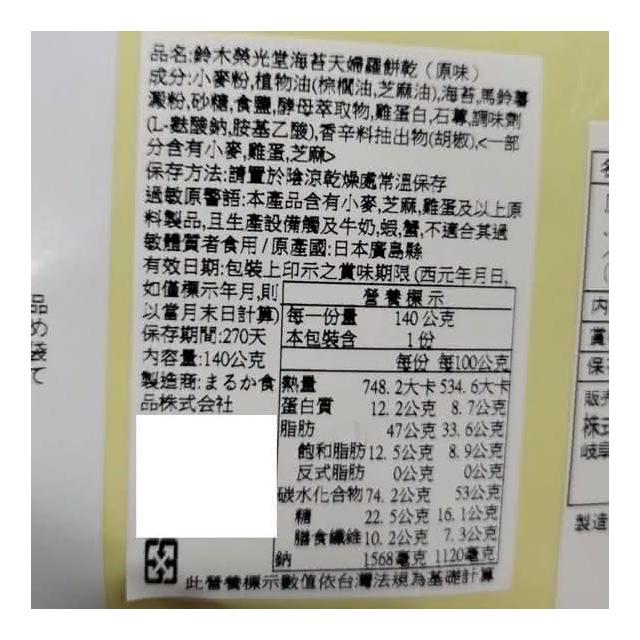 品名:鈴木榮光堂海苔天婦羅餅乾(原味)
成分:小麥粉,植物油(棕櫚油,芝麻油),海苔,馬鈴薯
澱粉,砂糖,食鹽,酵母萃取物,雞蛋白,石蓴,調味劑
(L-麩酸鈉,胺基乙酸),香辛料抽出物(胡椒),<一部
分含有小麥,雞蛋,芝麻>
保存方法:請置於陰涼乾燥處常溫保存
過敏原警語:本產品含有小麥,芝麻,雞蛋及以上原
料製品,且生產設備觸及牛奶,蝦,蟹,不適合其過
敏體質者食用/原產國:日本廣島縣
有效日期:包裝上印示之賞味期限(西元年月日,
如僅標示年月,則
以當月末日計算)
保存期間:270天
內容量:140公克
製造商:まるか食
品株式会社
營養標示
每一份量 140公克
本包裝含 1份
每份 每100公克
熱量 748.2大卡 534.6大卡
蛋白質 12.2公克 8.7公克
脂肪 47公克 33.6公克
飽和脂肪 12.5公克 8.9公克
反式脂肪 0公克 0公克
碳水化合物 74.2公克 53公克
糖 22.5公克 16.1公克
膳食纖維 10.2公克 7.3公克
鈉 1568毫克 1120毫克
此營養標示數值依台灣法規為基礎計算
品
め
袋
て
名
内
賞
保
販売
株式
岐阜
製造